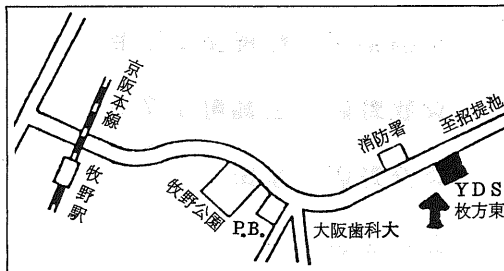 京阪本線
牧野駅
牧野公園
P.B.
大阪歯科大
消防署
至招提池
YDS
枚方東